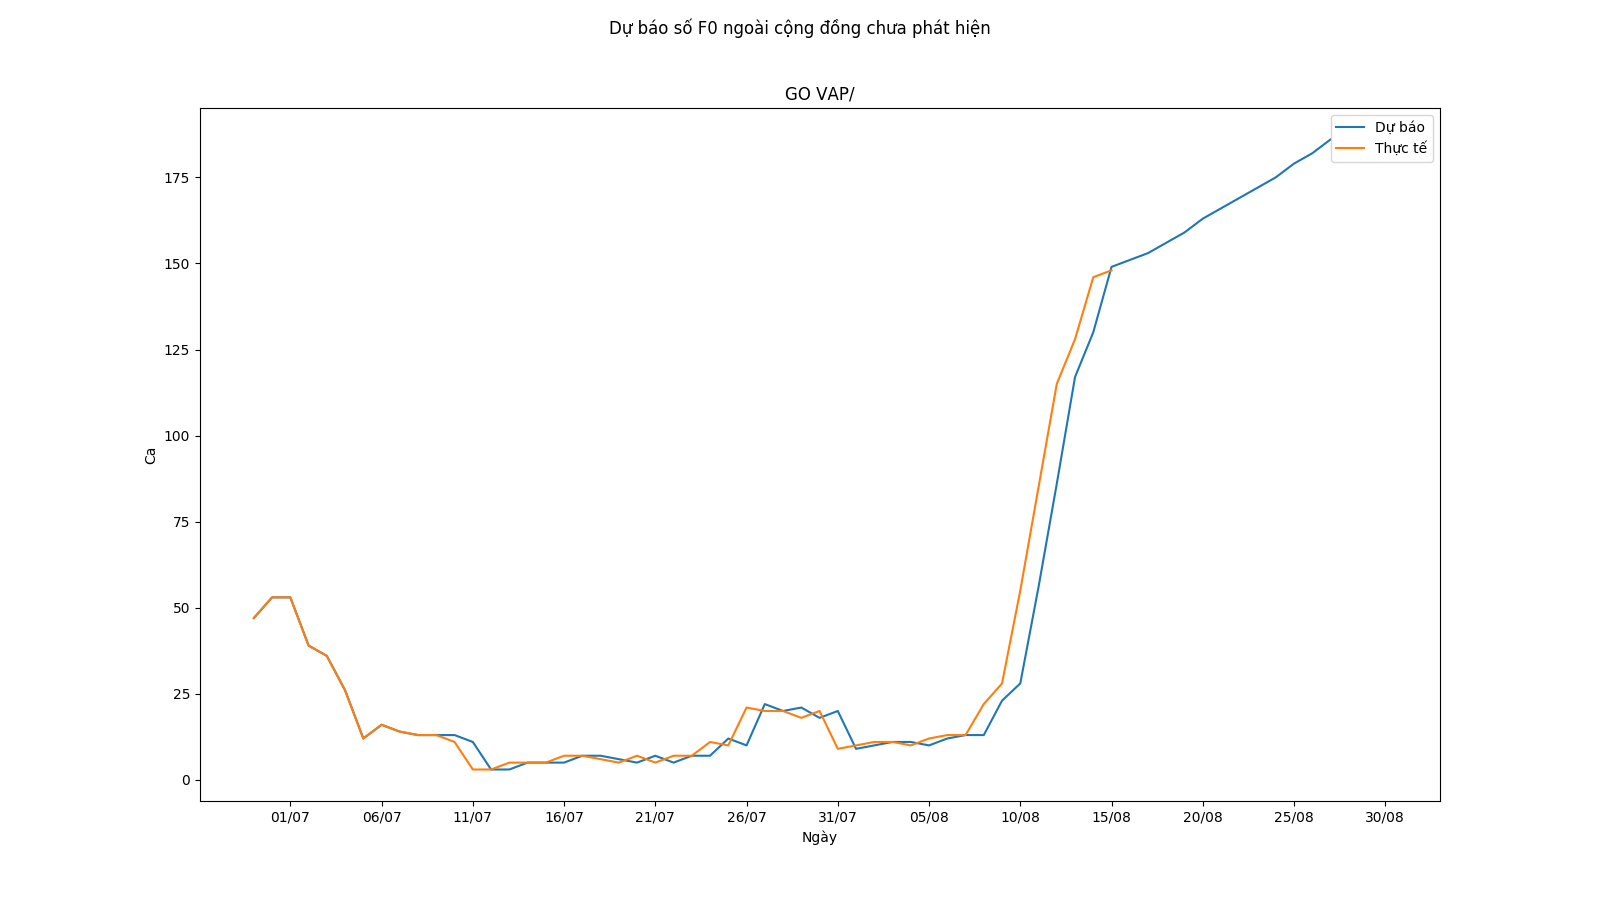 Dự báo số F0 ngoài cộng đồng chưa phát hiện
GO VAP/
Dự báo
Thực tế
175
150
125
100
75
50
25
0
Ca
01/07 06/07 11/07 16/07 21/07 26/07 31/07 05/08 10/08 15/08 20/08 25/08 30/08
Ngày